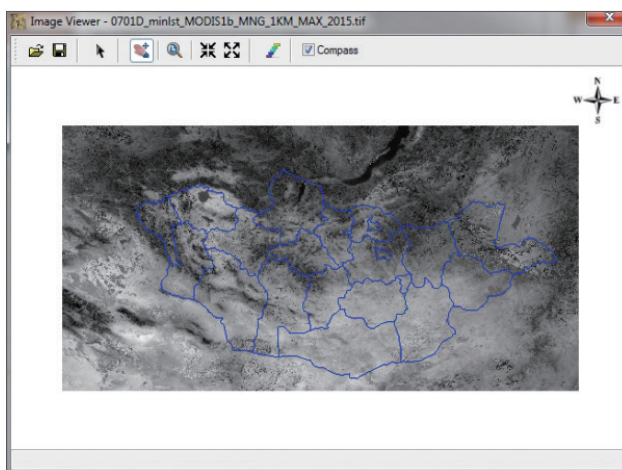 Image Viewer - 0701D_minlst_MODIS1b_MNG_1KM_MAX_2015.tif
Compass
N
W E
S